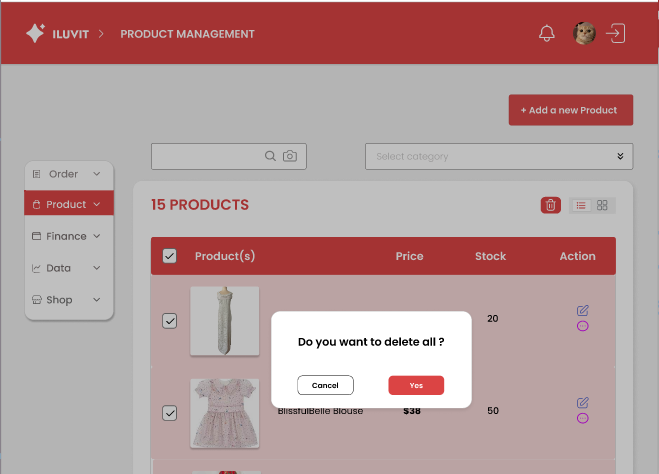 ILUVIT > PRODUCT MANAGEMENT
+ Add a new Product
Select category
Order
Product
Finance
Data
Shop
15 PRODUCTS
Product(s) Price Stock Action
20
Do you want to delete all ?
Cancel Yes
BlissfulBelle Blouse $38 50